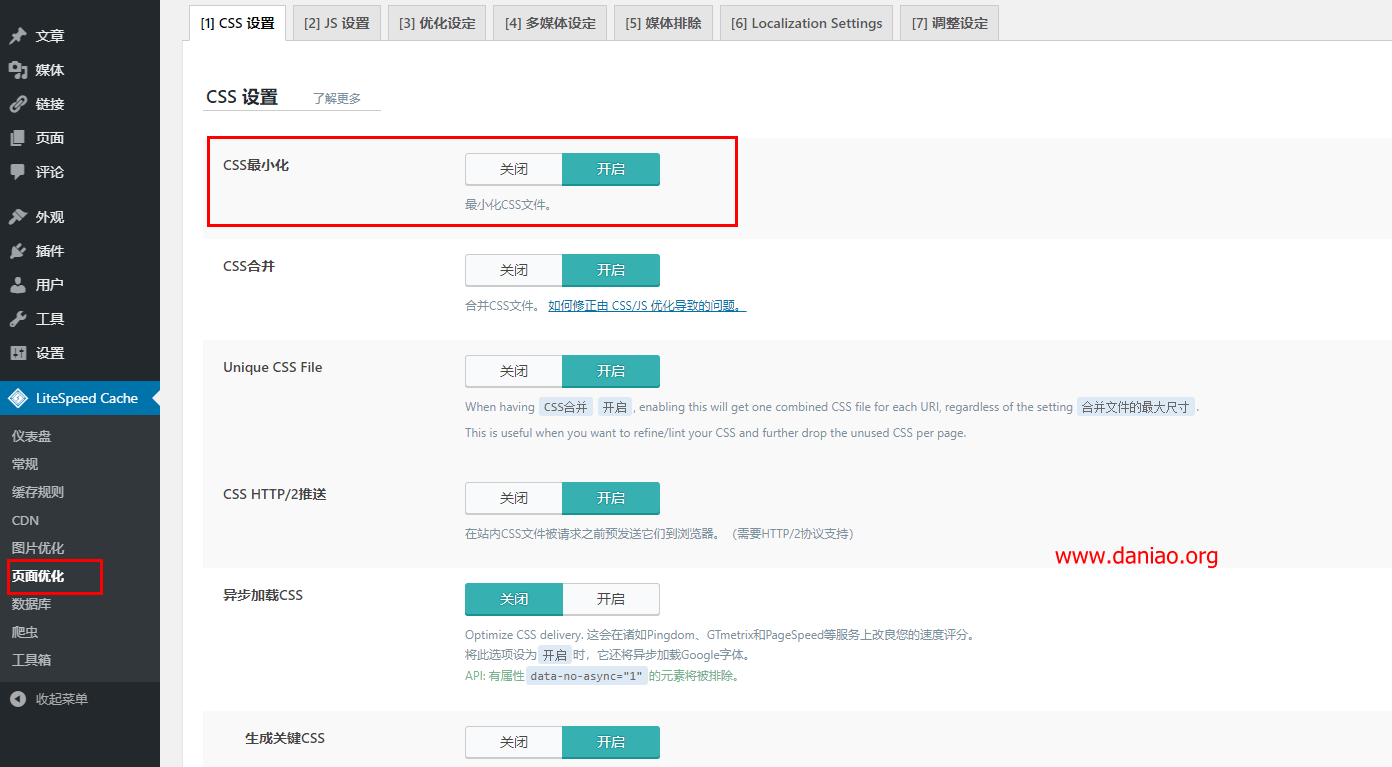 文章
媒体
链接
页面
评论
外观
插件
用户
工具
设置
LiteSpeed Cache
仪表盘
常规
缓存规则
CDN
图片优化
页面优化
数据库
爬虫
工具箱
收起菜单
[1] CSS 设置 [2] JS 设置 [3] 优化设定 [4] 多媒体设定 [5] 媒体排除 [6] Localization Settings [7] 调整设定
CSS 设置 了解更多
CSS最小化 关闭 开启
最小化CSS文件。
CSS合并 关闭 开启
合并CSS文件。 如何修正由 CSS/JS 优化导致的问题。
Unique CSS File 关闭 开启
When having CSS合并 开启 , enabling this will get one combined CSS file for each URI, regardless of the setting 合并文件的最大尺寸 .
This is useful when you want to refine/lint your CSS and further drop the unused CSS per page.
CSS HTTP/2推送 关闭 开启
在站内CSS文件被请求之前预发送它们到浏览器。（需要HTTP/2协议支持）
www.daniao.org
异步加载CSS 关闭 开启
Optimize CSS delivery. 这会在诸如Pingdom、GTmetrix和PageSpeed等服务上改良您的速度评分。
将此选项设为 开启 时，它还将异步加载Google字体。
API: 有属性 data-no-async="1" 的元素将被排除。
生成关键CSS 关闭 开启